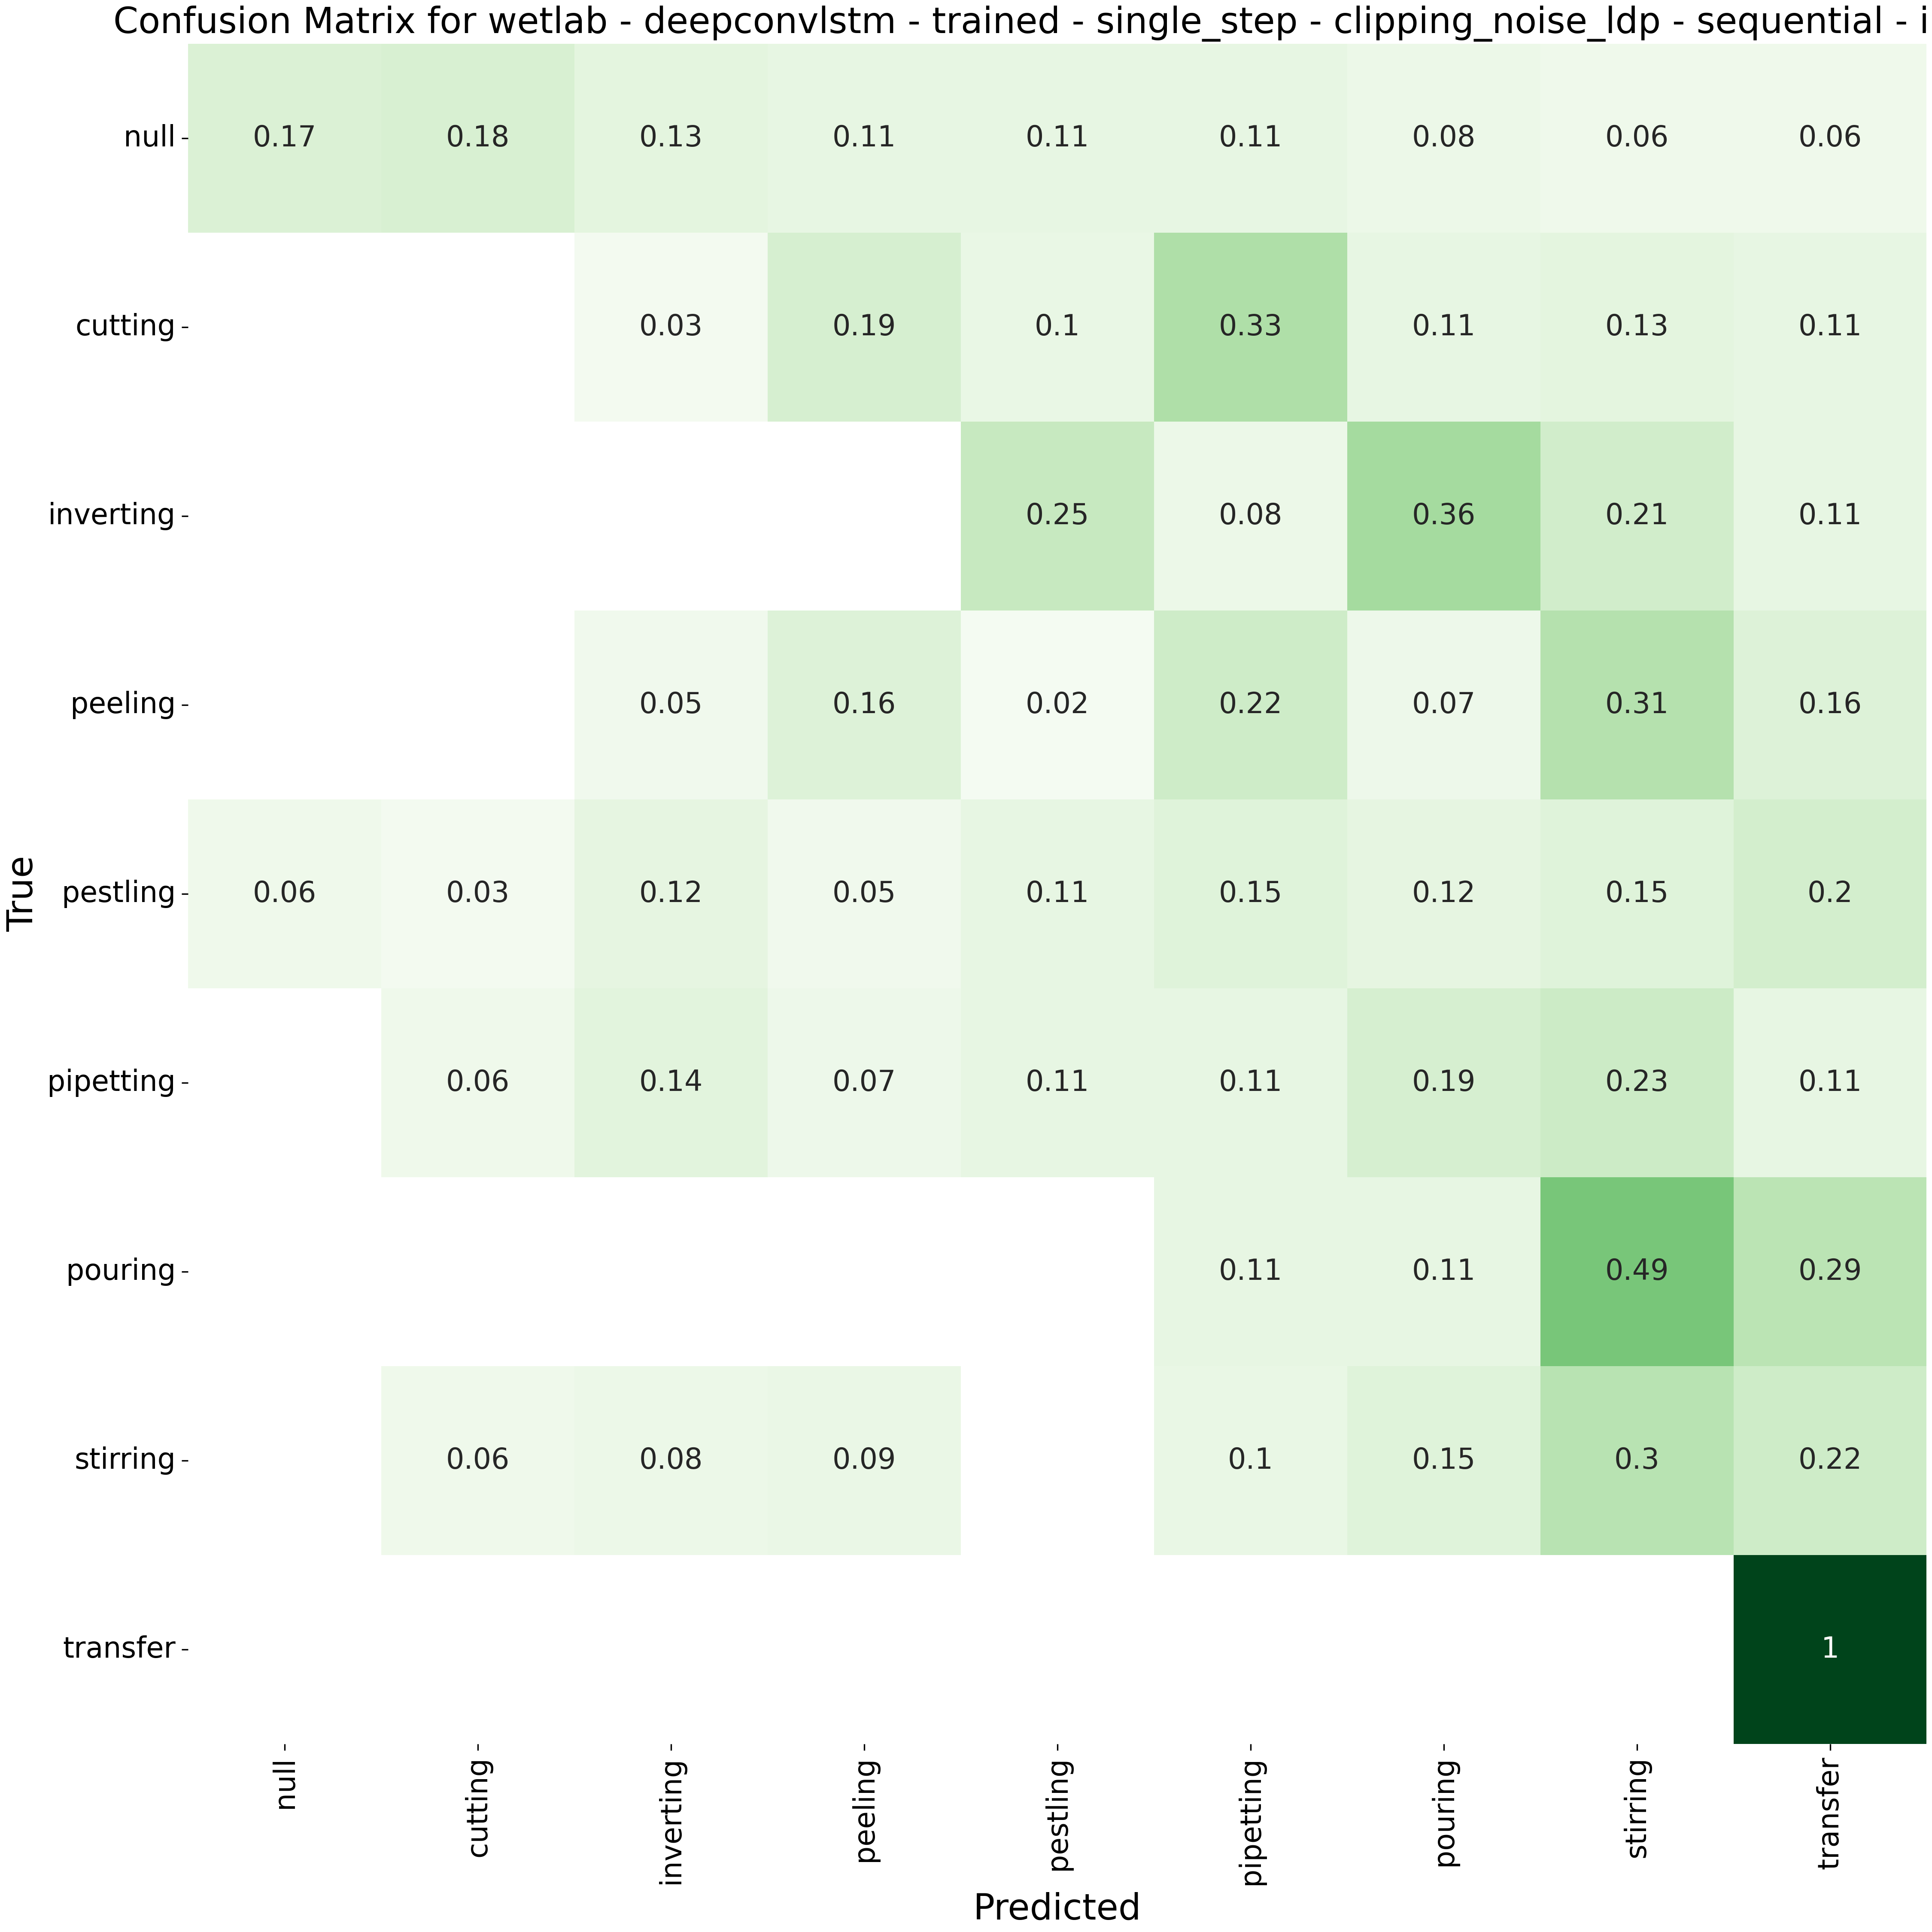 Confusion Matrix for wetlab - deepconvlstm - trained - single_step - clipping_noise_ldp - sequential - i
null 0.17 0.18 0.13 0.11 0.11 0.11 0.08 0.06 0.06
cutting 0.03 0.19 0.1 0.33 0.11 0.13 0.11
inverting 0.25 0.08 0.36 0.21 0.11
peeling 0.05 0.16 0.02 0.22 0.07 0.31 0.16
True
pestling 0.06 0.03 0.12 0.05 0.11 0.15 0.12 0.15 0.2
pipetting 0.06 0.14 0.07 0.11 0.11 0.19 0.23 0.11
pouring 0.11 0.11 0.49 0.29
stirring 0.06 0.08 0.09 0.1 0.15 0.3 0.22
transfer 1
null cutting inverting peeling pestling pipetting pouring stirring transfer
Predicted